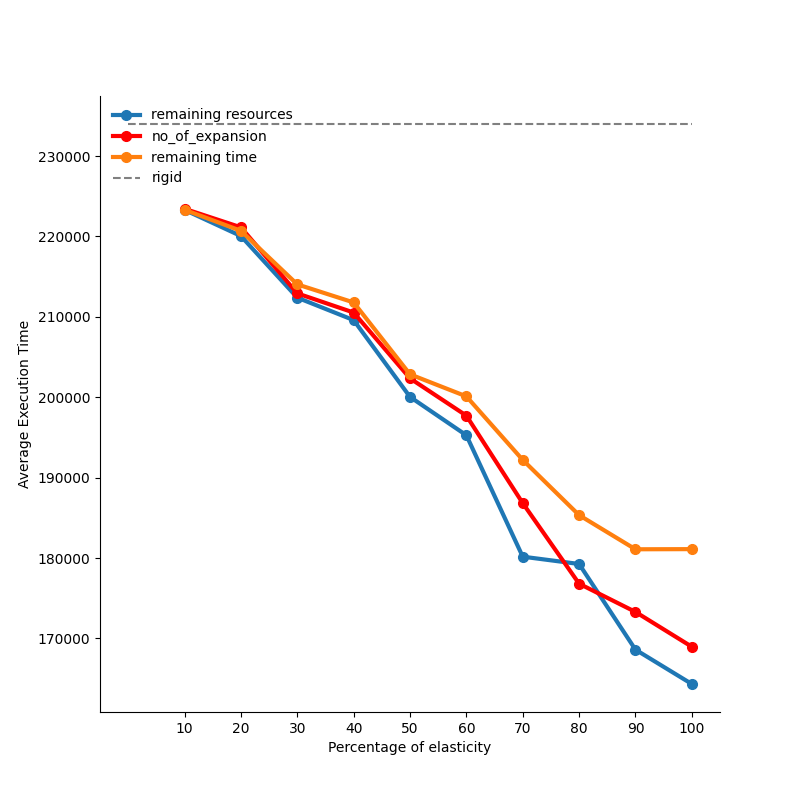 remaining resources
no_of_expansion
remaining time
rigid
230000
220000
210000
200000
190000
180000
170000
Average Execution Time
10 20 30 40 50 60 70 80 90 100
Percentage of elasticity